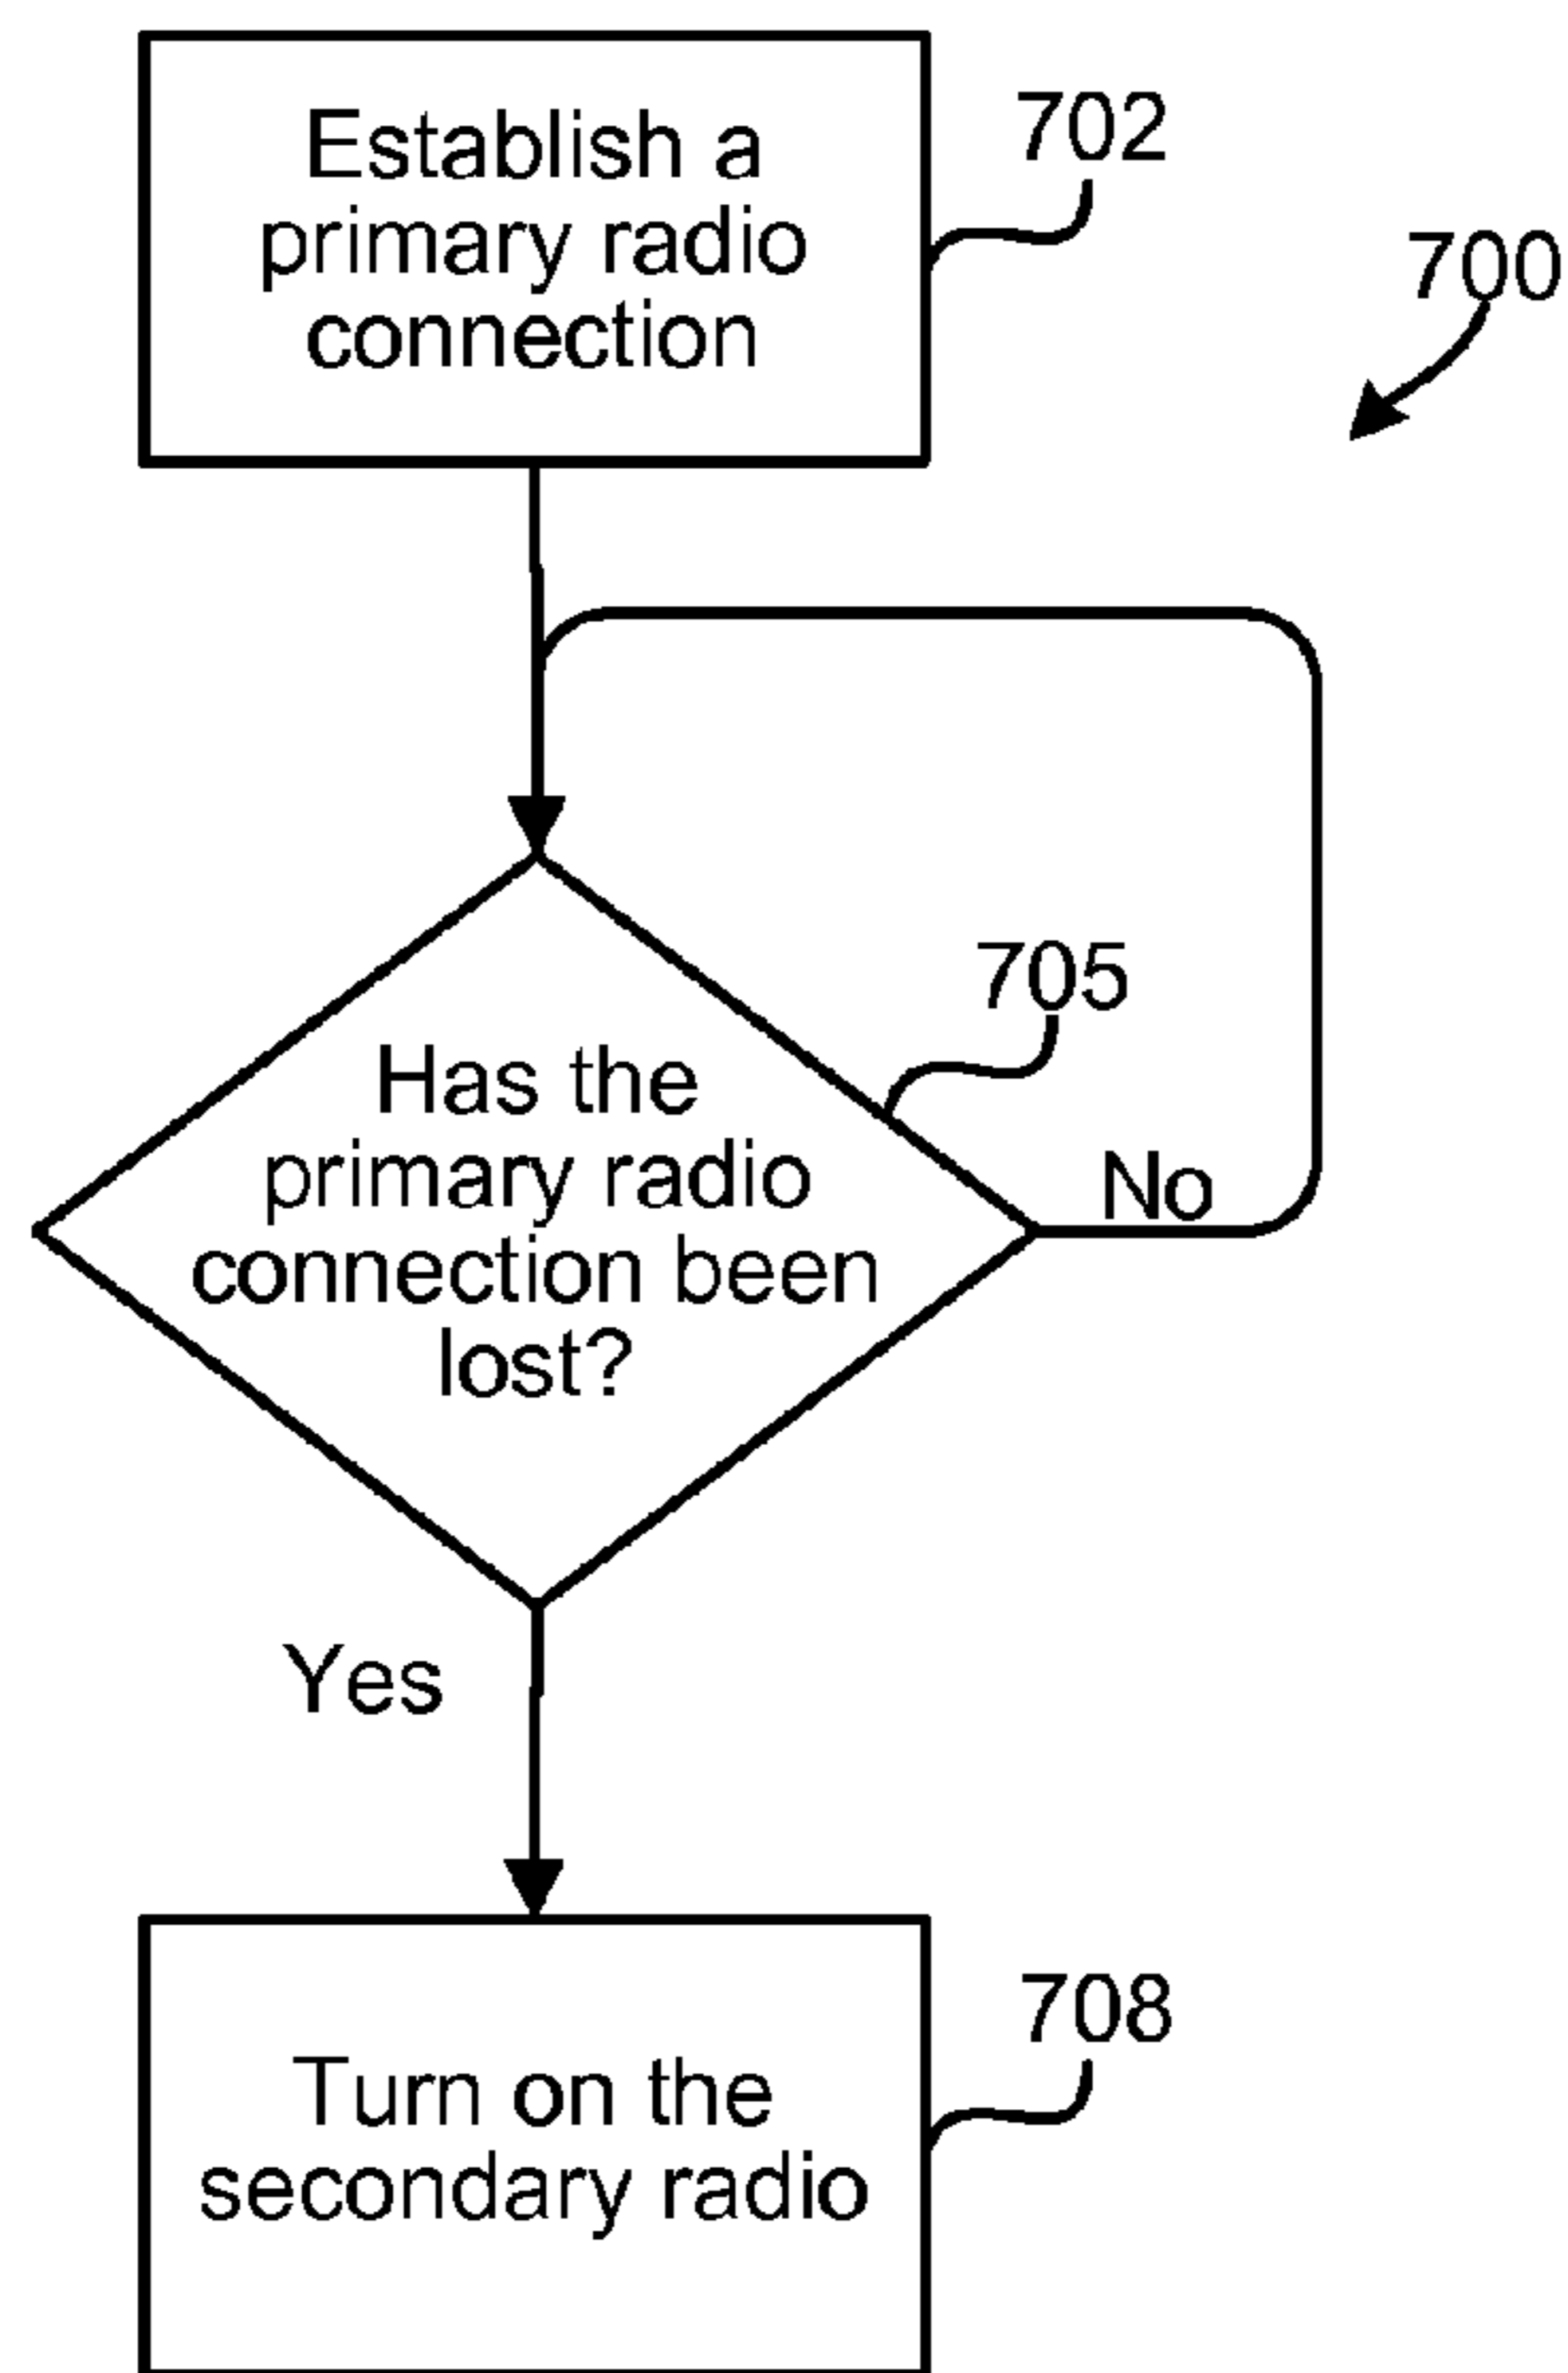 Establish a
primary radio
connection
702
700
705
Has the
primary radio
connection been
lost?
No
Yes
708
Turn on the
secondary radio